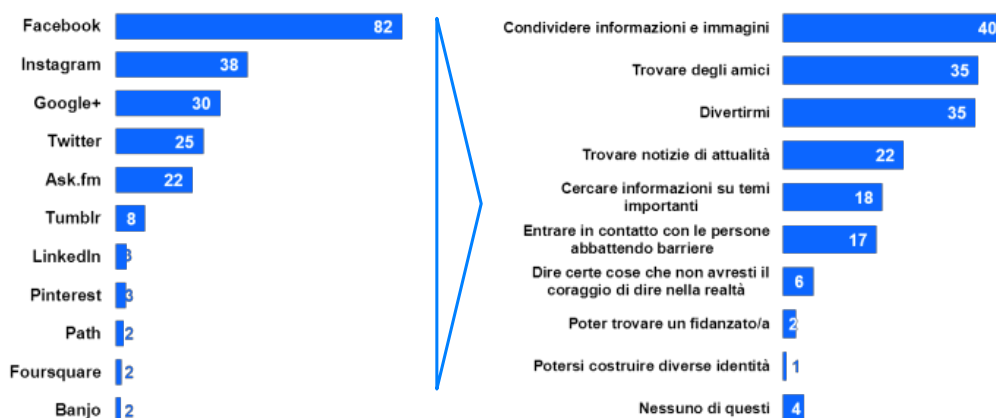 Facebook 82
Instagram 38
Google+ 30
Twitter 25
Ask.fm 22
Tumblr 8
LinkedIn 3
Pinterest 3
Path 2
Foursquare 2
Banjo 2
Condividere informazioni e immagini 40
Trovare degli amici 35
Divertirmi 35
Trovare notizie di attualità 22
Cercare informazioni su temi
importanti 18
Entrare in contatto con le persone
abbattendo barriere 17
Dire certe cose che non avresti il
coraggio di dire nella realtà 6
Poter trovare un fidanzato/a 2
Potersi costruire diverse identità 1
Nessuno di questi 4